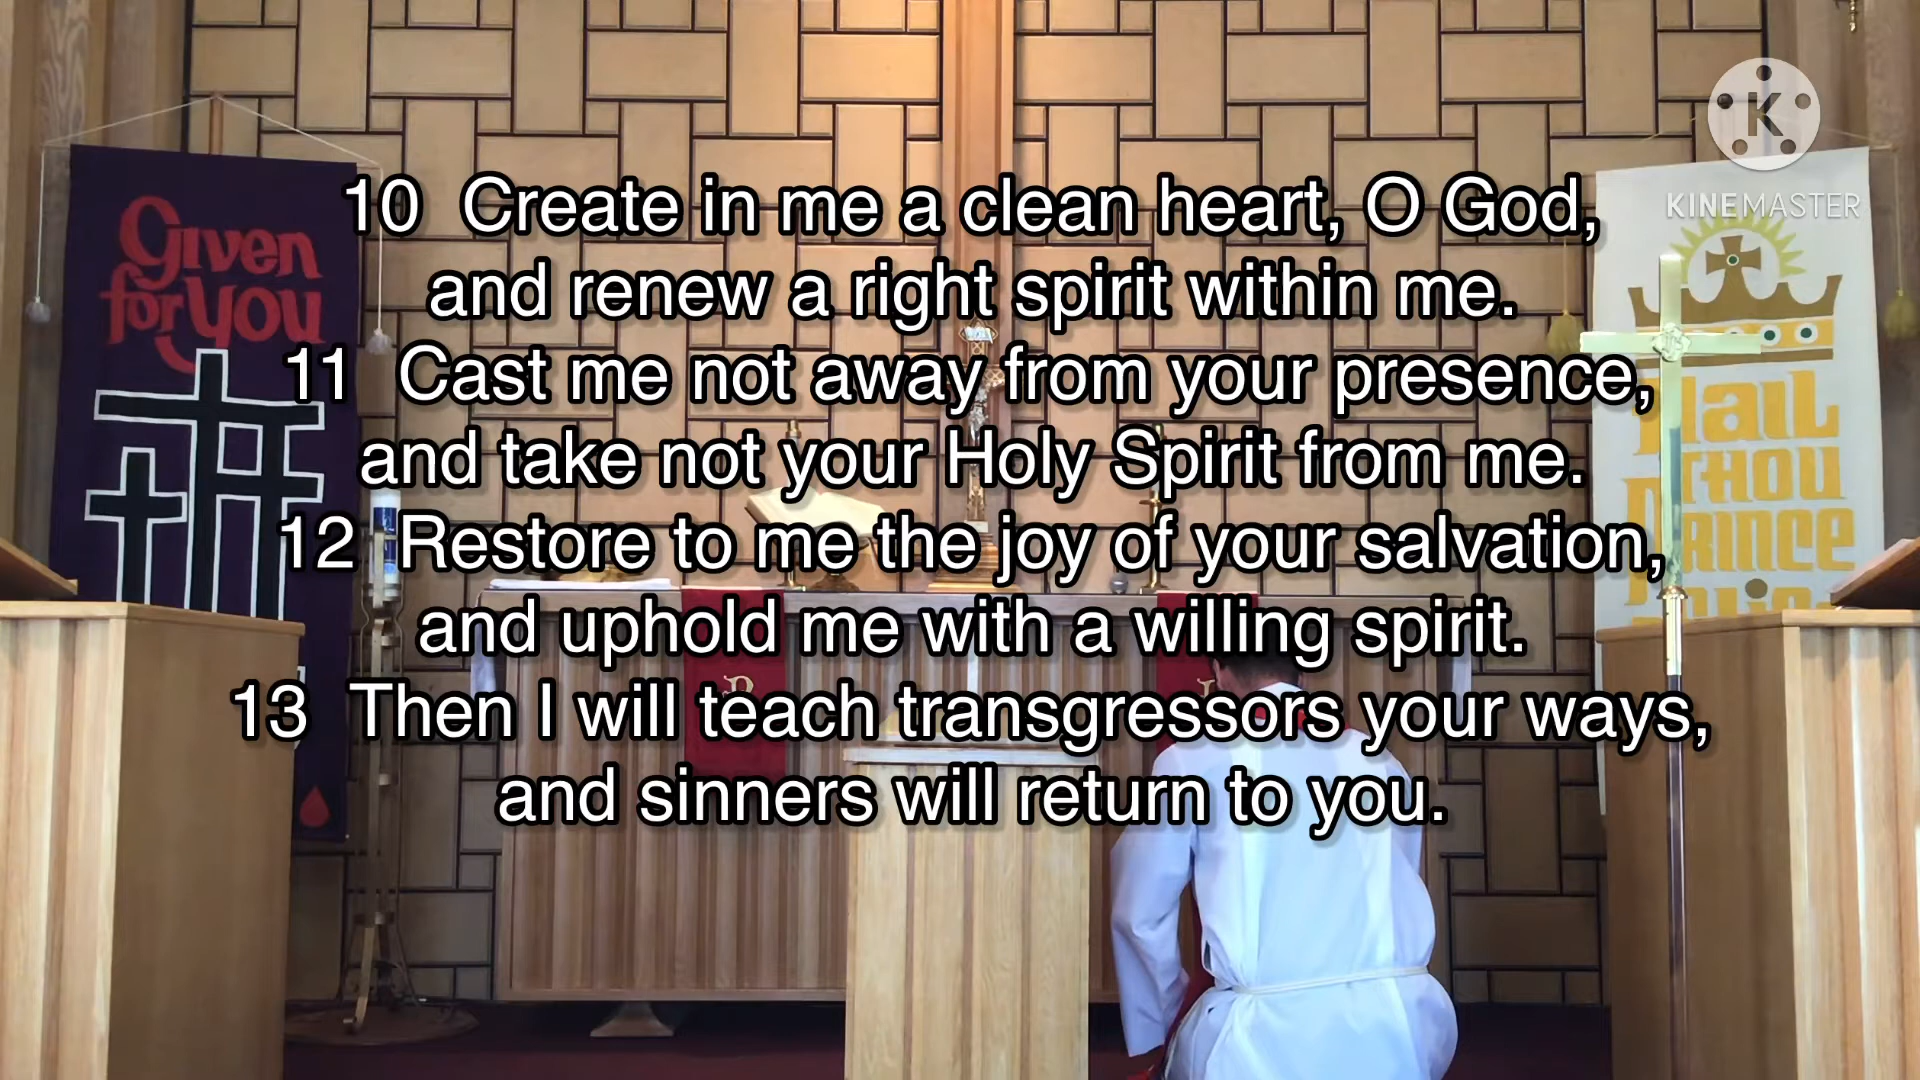 10 Create in me a clean heart, O God,
and renew a right spirit within me.
11 Cast me not away from your presence,
and take not your Holy Spirit from me.
12 Restore to me the joy of your salvation,
and uphold me with a willing spirit.
13 Then I will teach transgressors your ways,
and sinners will return to you.
Given
for you
K
KINEMASTER
Hail
THOU
PRINCE